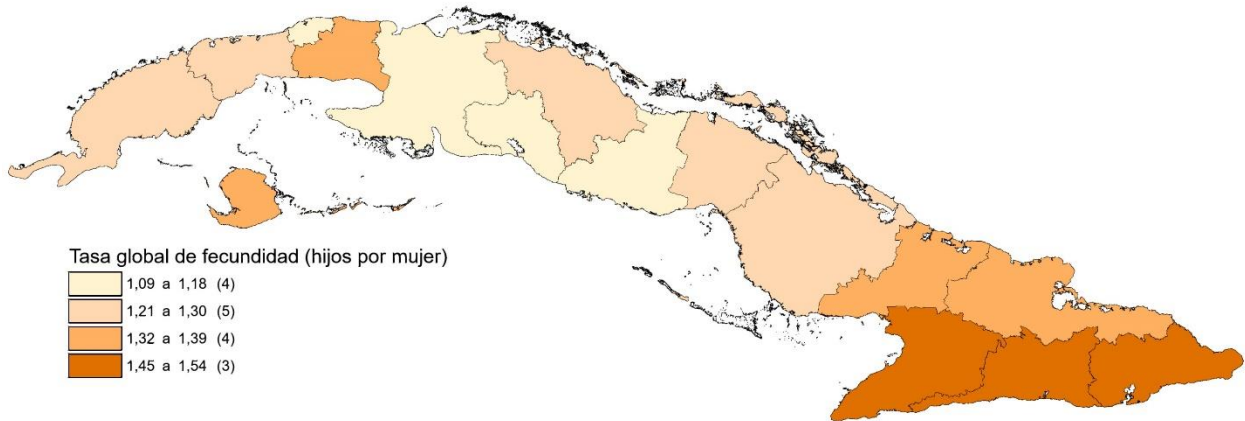 Tasa global de fecundidad (hijos por mujer)
1,09 a 1,18 (4)
1,21 a 1,30 (5)
1,32 a 1,39 (4)
1,45 a 1,54 (3)